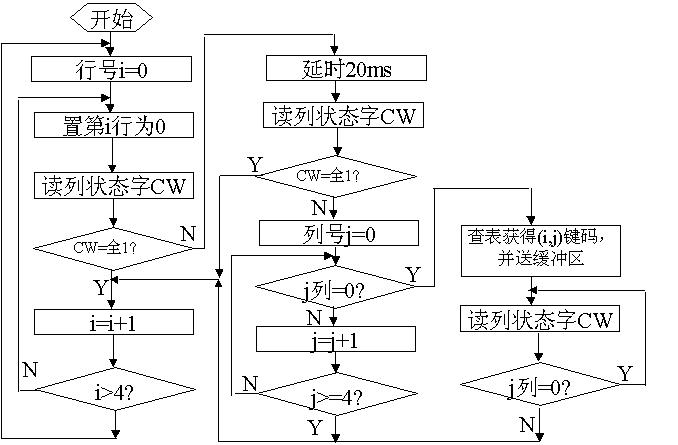 开始
行号i=0
置第i行为0
读列状态字CW
CW=全1?
N
Y
i=i+1
N
i>4?
延时20ms
读列状态字CW
Y
CW=全1?
N
列号j=0
j列=0?
Y
N
j=j+1
N
j>=4?
Y
查表获得(i,j)键码，
并送缓冲区
读列状态字CW
j列=0?
Y
N